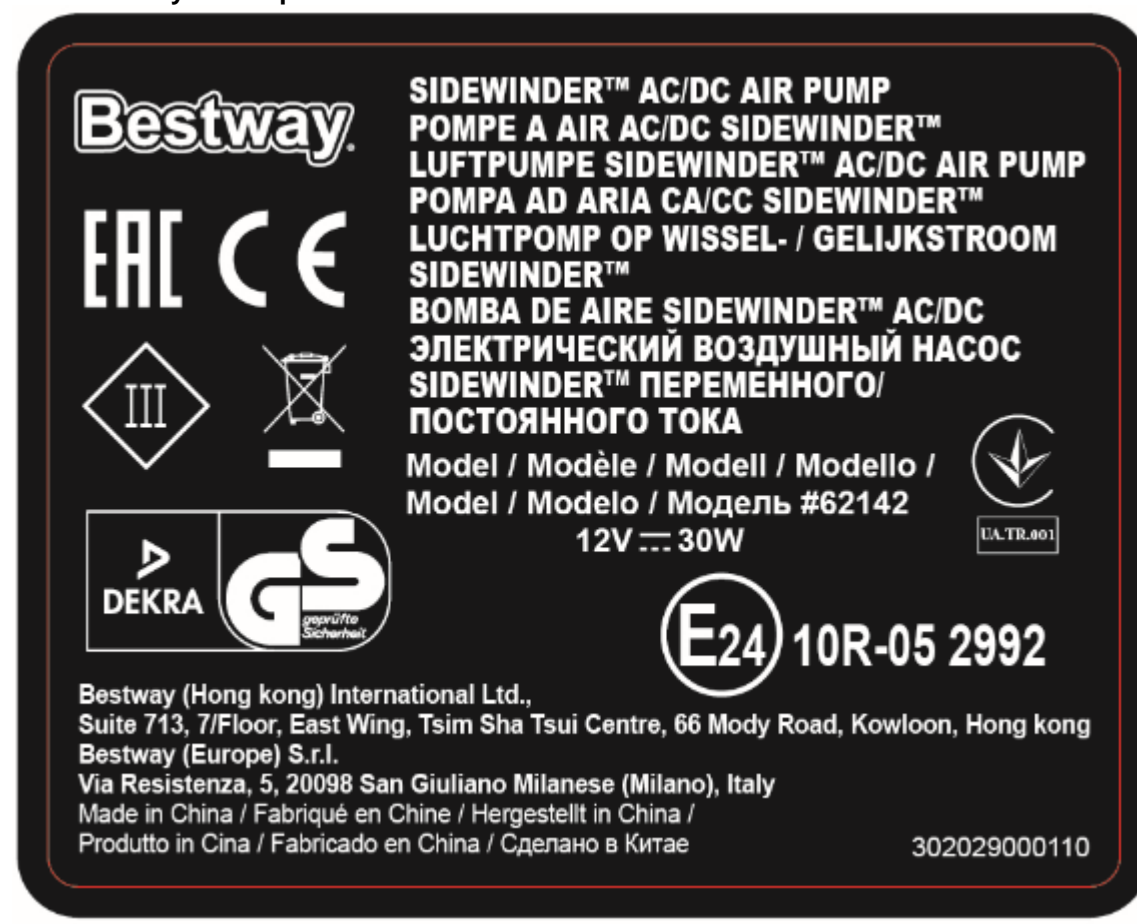 Bestway
SIDEWINDER™ AC/DC AIR PUMP
POMPE A AIR AC/DC SIDEWINDER™
LUFTPUMPE SIDEWINDER™ AC/DC AIR PUMP
POMPA AD ARIA CA/CC SIDEWINDER™
LUCHTPOMP OP WISSEL- / GELIJKSTROOM
SIDEWINDER™
BOMBA DE AIRE SIDEWINDER™ AC/DC
ЭЛЕКТРИЧЕСКИЙ ВОЗДУШНЫЙ НАСОС
SIDEWINDER™ ПЕРЕМЕННОГО/
ПОСТОЯННОГО ТОКА
EAC CE
III
Model / Modèle / Modell / Modello /
Model / Modelo / Модель #62142
12V ⎓ 30W
UA.TR.001
DEKRA
GS
geprüfte
Sicherheit
E24 10R-05 2992
Bestway (Hong kong) International Ltd.,
Suite 713, 7/Floor, East Wing, Tsim Sha Tsui Centre, 66 Mody Road, Kowloon, Hong kong
Bestway (Europe) S.r.l.
Via Resistenza, 5, 20098 San Giuliano Milanese (Milano), Italy
Made in China / Fabriqué en Chine / Hergestellt in China /
Produtto in Cina / Fabricado en China / Сделано в Китае
302029000110